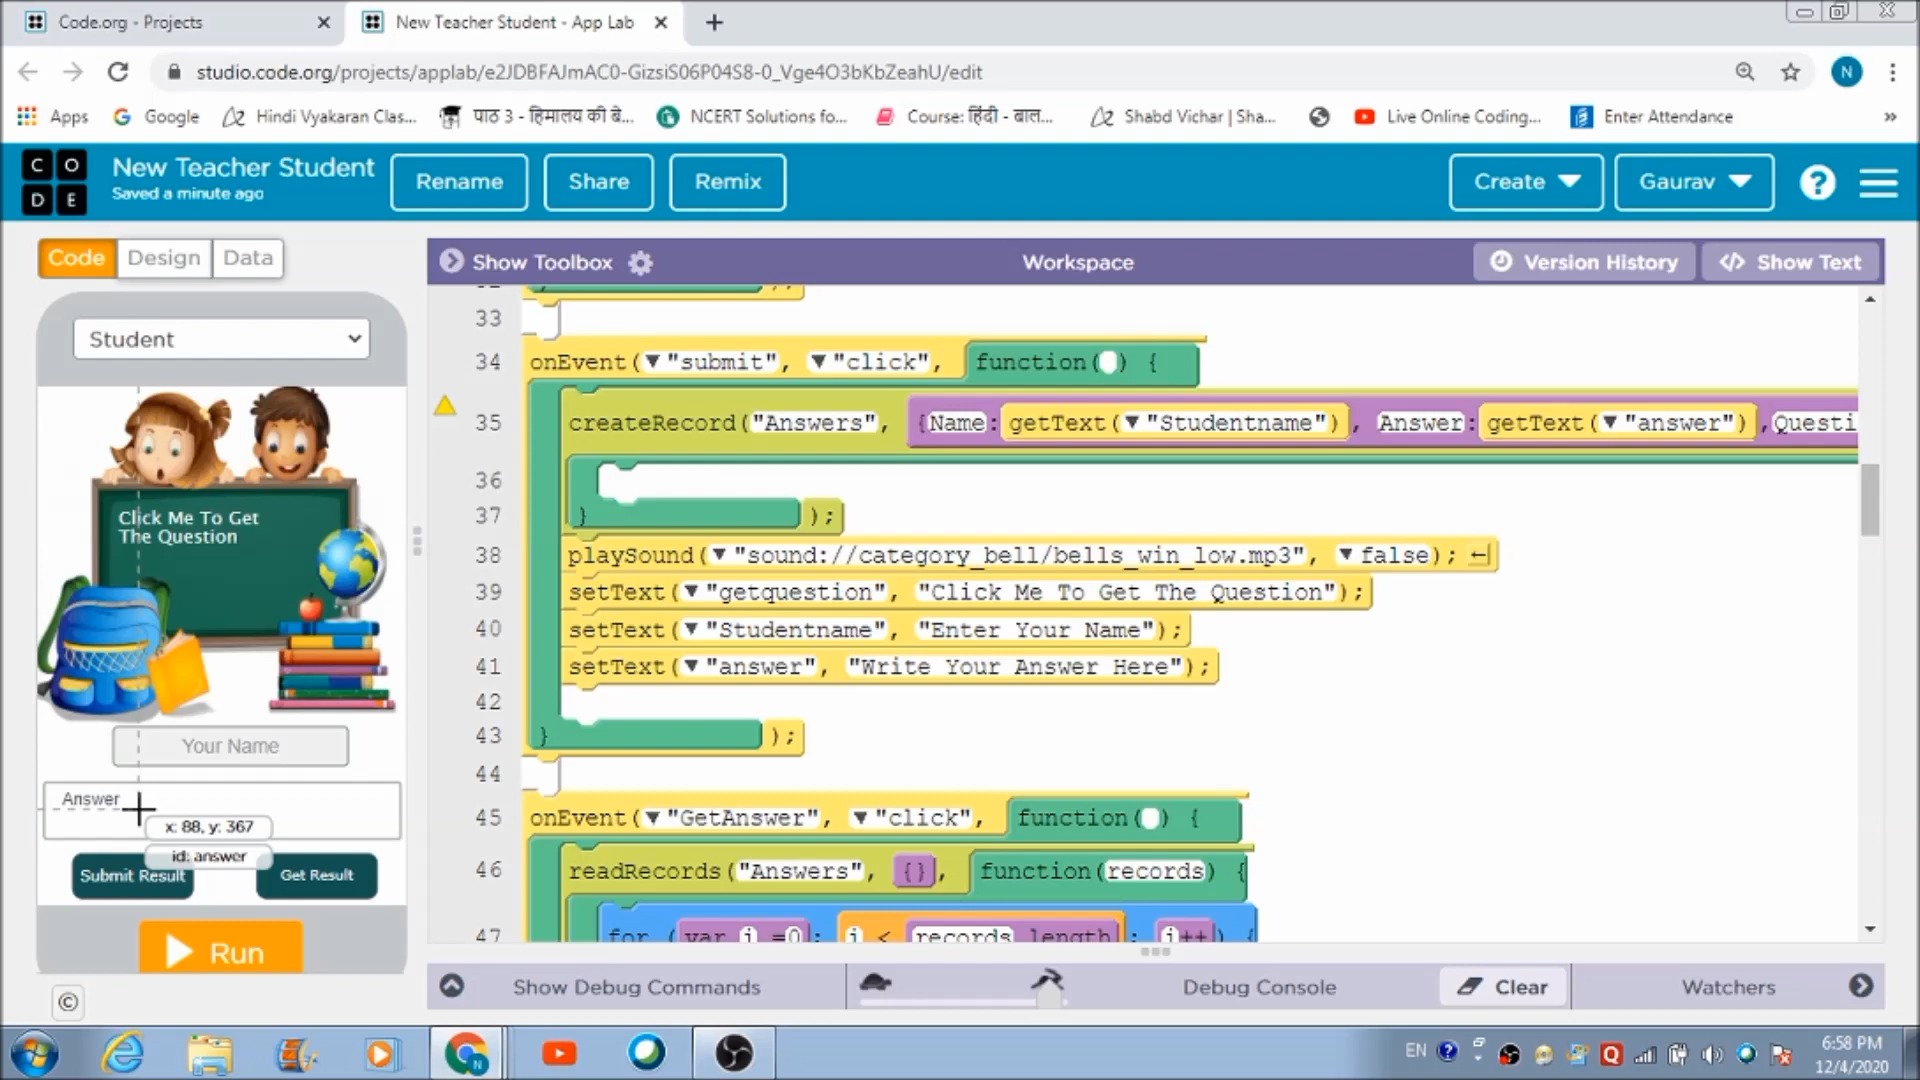 Code.org - Projects
New Teacher Student - App Lab
studio.code.org/projects/applab/e2JDBFAJmAC0-GizsiS06P04S8-0_Vge4O3bKbZeahU/edit
N
Apps
Google
Hindi Vyakaran Clas...
पाठ 3 - हिमालय की बे...
NCERT Solutions fo...
Course: हिंदी - बाल...
Shabd Vichar | Sha...
Live Online Coding...
Enter Attendance
»
C O D E
New Teacher Student
Saved a minute ago
Rename
Share
Remix
Create
Gaurav
?
Code
Design
Data
Show Toolbox
Workspace
Version History
</> Show Text
Student
Click Me To Get
The Question
Your Name
Answer
x: 88, y: 367
id: answer
Submit Result
Get Result
Run
©
33
34 onEvent(▼"submit", ▼"click", function( ) {
35 createRecord("Answers", {Name:getText(▼"Studentname"), Answer:getText(▼"answer"),Questi
36
37 } );
38 playSound(▼"sound://category_bell/bells_win_low.mp3", ▼false);
39 setText(▼"getquestion", "Click Me To Get The Question");
40 setText(▼"Studentname", "Enter Your Name");
41 setText(▼"answer", "Write Your Answer Here");
42
43 } );
44
45 onEvent(▼"GetAnswer", ▼"click", function( ) {
46 readRecords("Answers", {}, function(records) {
47 for (var i =0; i < records.length; i++) {
Show Debug Commands
Debug Console
Clear
Watchers
EN
6:58 PM
12/4/2020